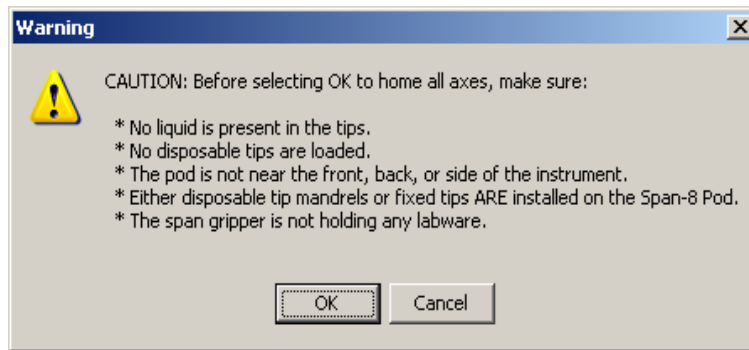 Warning
CAUTION: Before selecting OK to home all axes, make sure:
* No liquid is present in the tips.
* No disposable tips are loaded.
* The pod is not near the front, back, or side of the instrument.
* Either disposable tip mandrels or fixed tips ARE installed on the Span-8 Pod.
* The span gripper is not holding any labware.
OK
Cancel